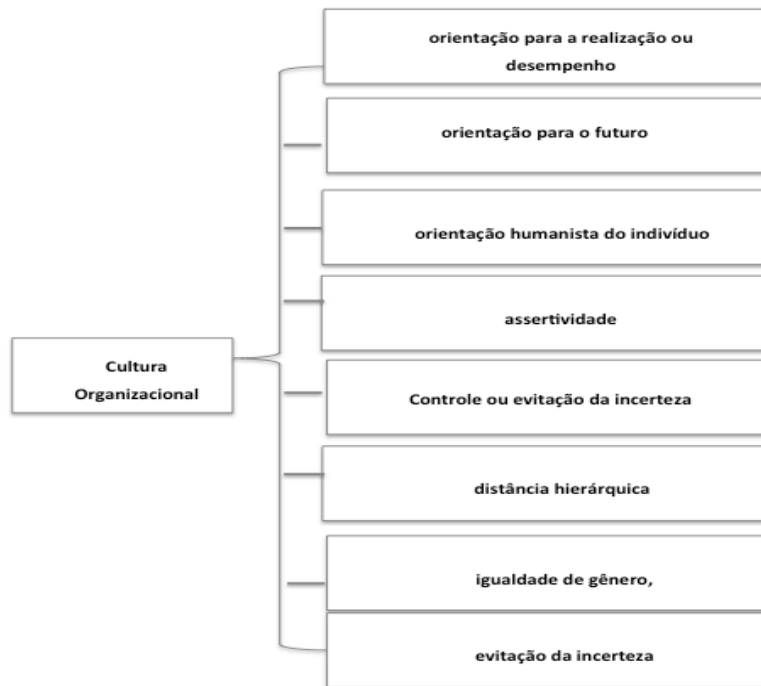 orientação para a realização ou
desempenho
orientação para o futuro
orientação humanista do indivíduo
assertividade
Cultura
Organizacional
Controle ou evitação da incerteza
distância hierárquica
igualdade de gênero,
evitação da incerteza